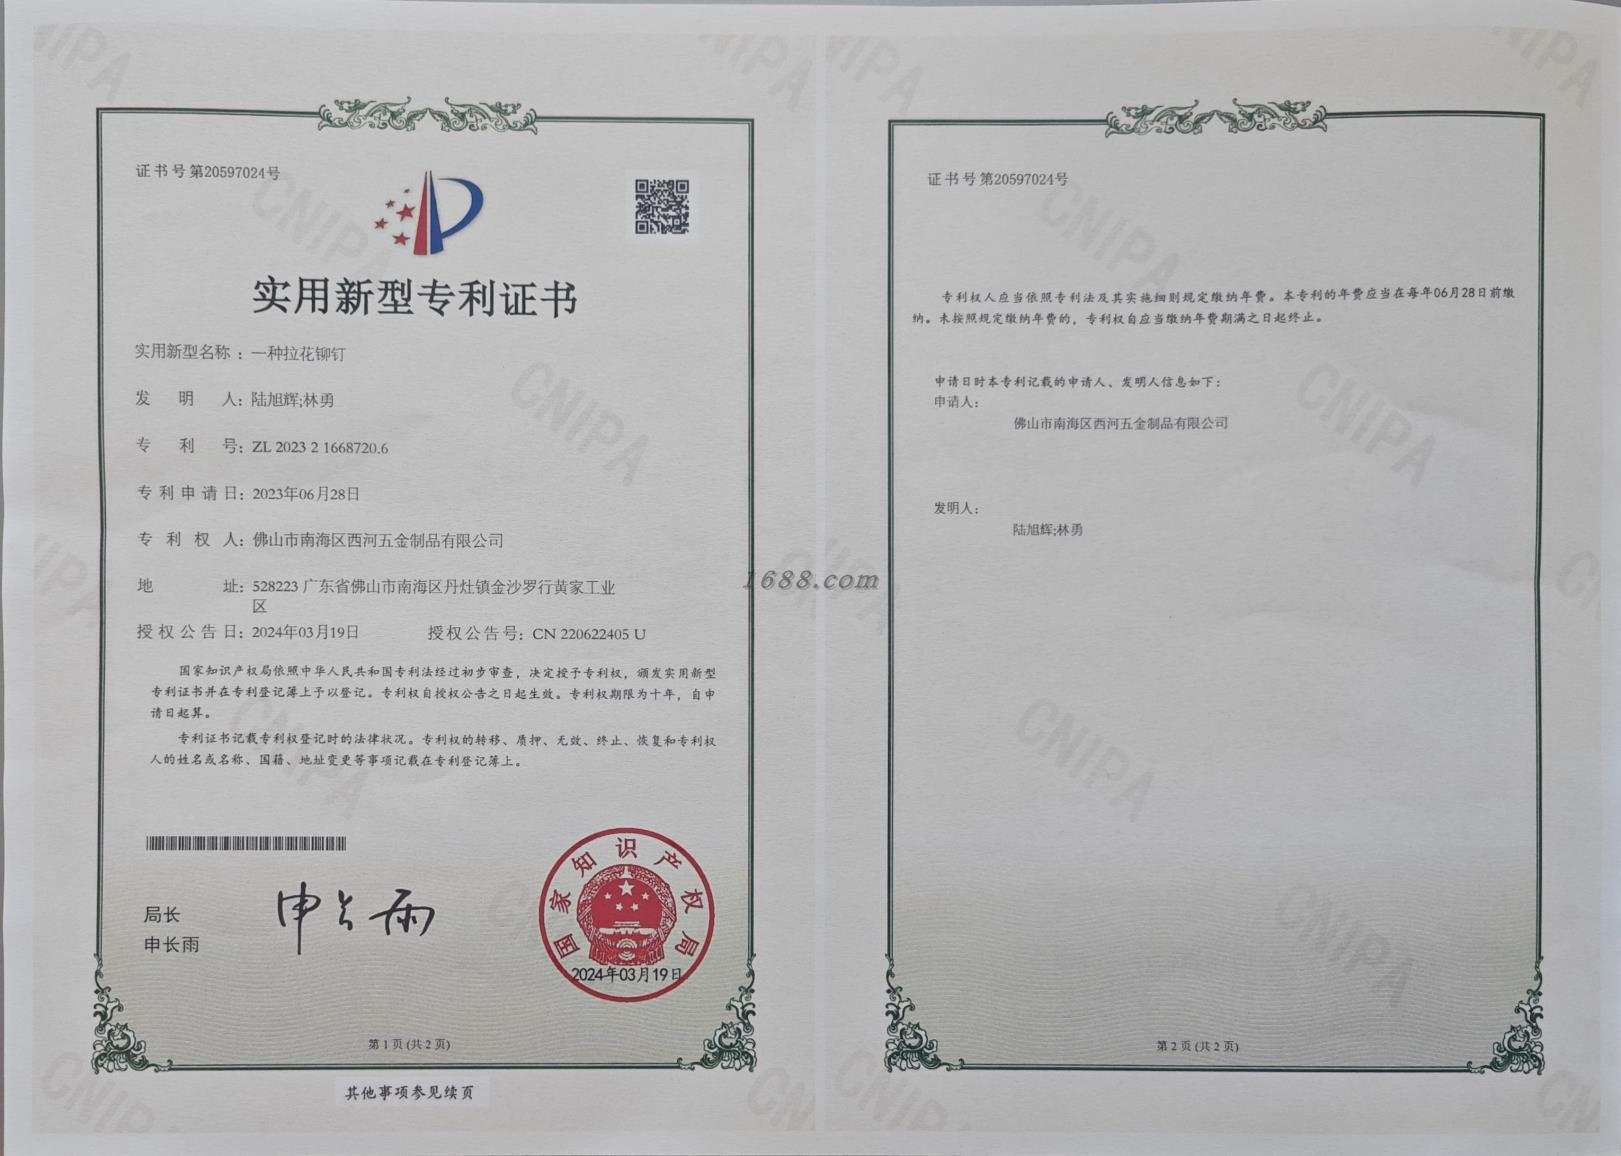 证书号第20597024号
实用新型专利证书
实用新型名称：一种拉花铆钉
发明人：陆旭辉;林勇
专利号：ZL 2023 2 1668720.6
专利申请日：2023年06月28日
专利权人：佛山市南海区西河五金制品有限公司
地址：528223 广东省佛山市南海区丹灶镇金沙罗行黄家工业
区
授权公告日：2024年03月19日 授权公告号：CN 220622405 U
国家知识产权局依照中华人民共和国专利法经过初步审查，决定授予专利权，颁发实用新型
专利证书并在专利登记簿上予以登记。专利权自授权公告之日起生效。专利权期限为十年，自申
请日起算。
专利证书记载专利权登记时的法律状况。专利权的转移、质押、无效、终止、恢复和专利权
人的姓名或名称、国籍、地址变更等事项记载在专利登记簿上。
局长
申长雨
申长雨
国家知识产权局
2024年03月19日
第 1 页 (共 2 页)
其他事项参见续页
1688.com
证书号第20597024号
专利权人应当依照专利法及其实施细则规定缴纳年费。本专利的年费应当在每年06月28日前缴
纳。未按照规定缴纳年费的，专利权自应当缴纳年费期满之日起终止。
申请日时本专利记载的申请人、发明人信息如下：
申请人：
佛山市南海区西河五金制品有限公司
发明人：
陆旭辉;林勇
第 2 页 (共 2 页)
CNIPA